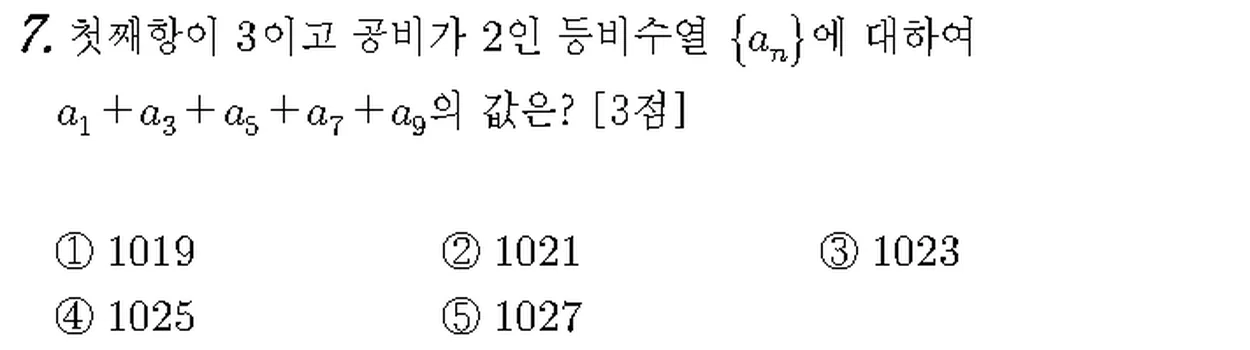 7. 첫째항이 3이고 공비가 2인 등비수열 {aₙ}에 대하여
a₁+a₃+a₅+a₇+a₉의 값은? [3점]
① 1019 ② 1021 ③ 1023
④ 1025 ⑤ 1027